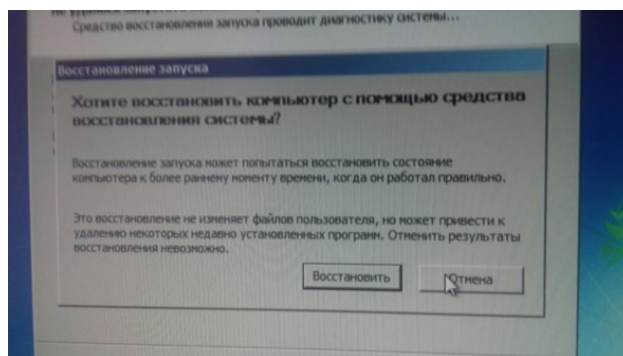 Средство восстановления запуска проводит диагностику системы...
Восстановление запуска
Хотите восстановить компьютер с помощью средства
восстановления системы?
Восстановление запуска может попытаться восстановить состояние
компьютера к более раннему моменту времени, когда он работал правильно.
Это восстановление не изменяет файлов пользователя, но может привести к
удалению некоторых недавно установленных программ. Отменить результаты
восстановления невозможно.
Восстановить
Отмена